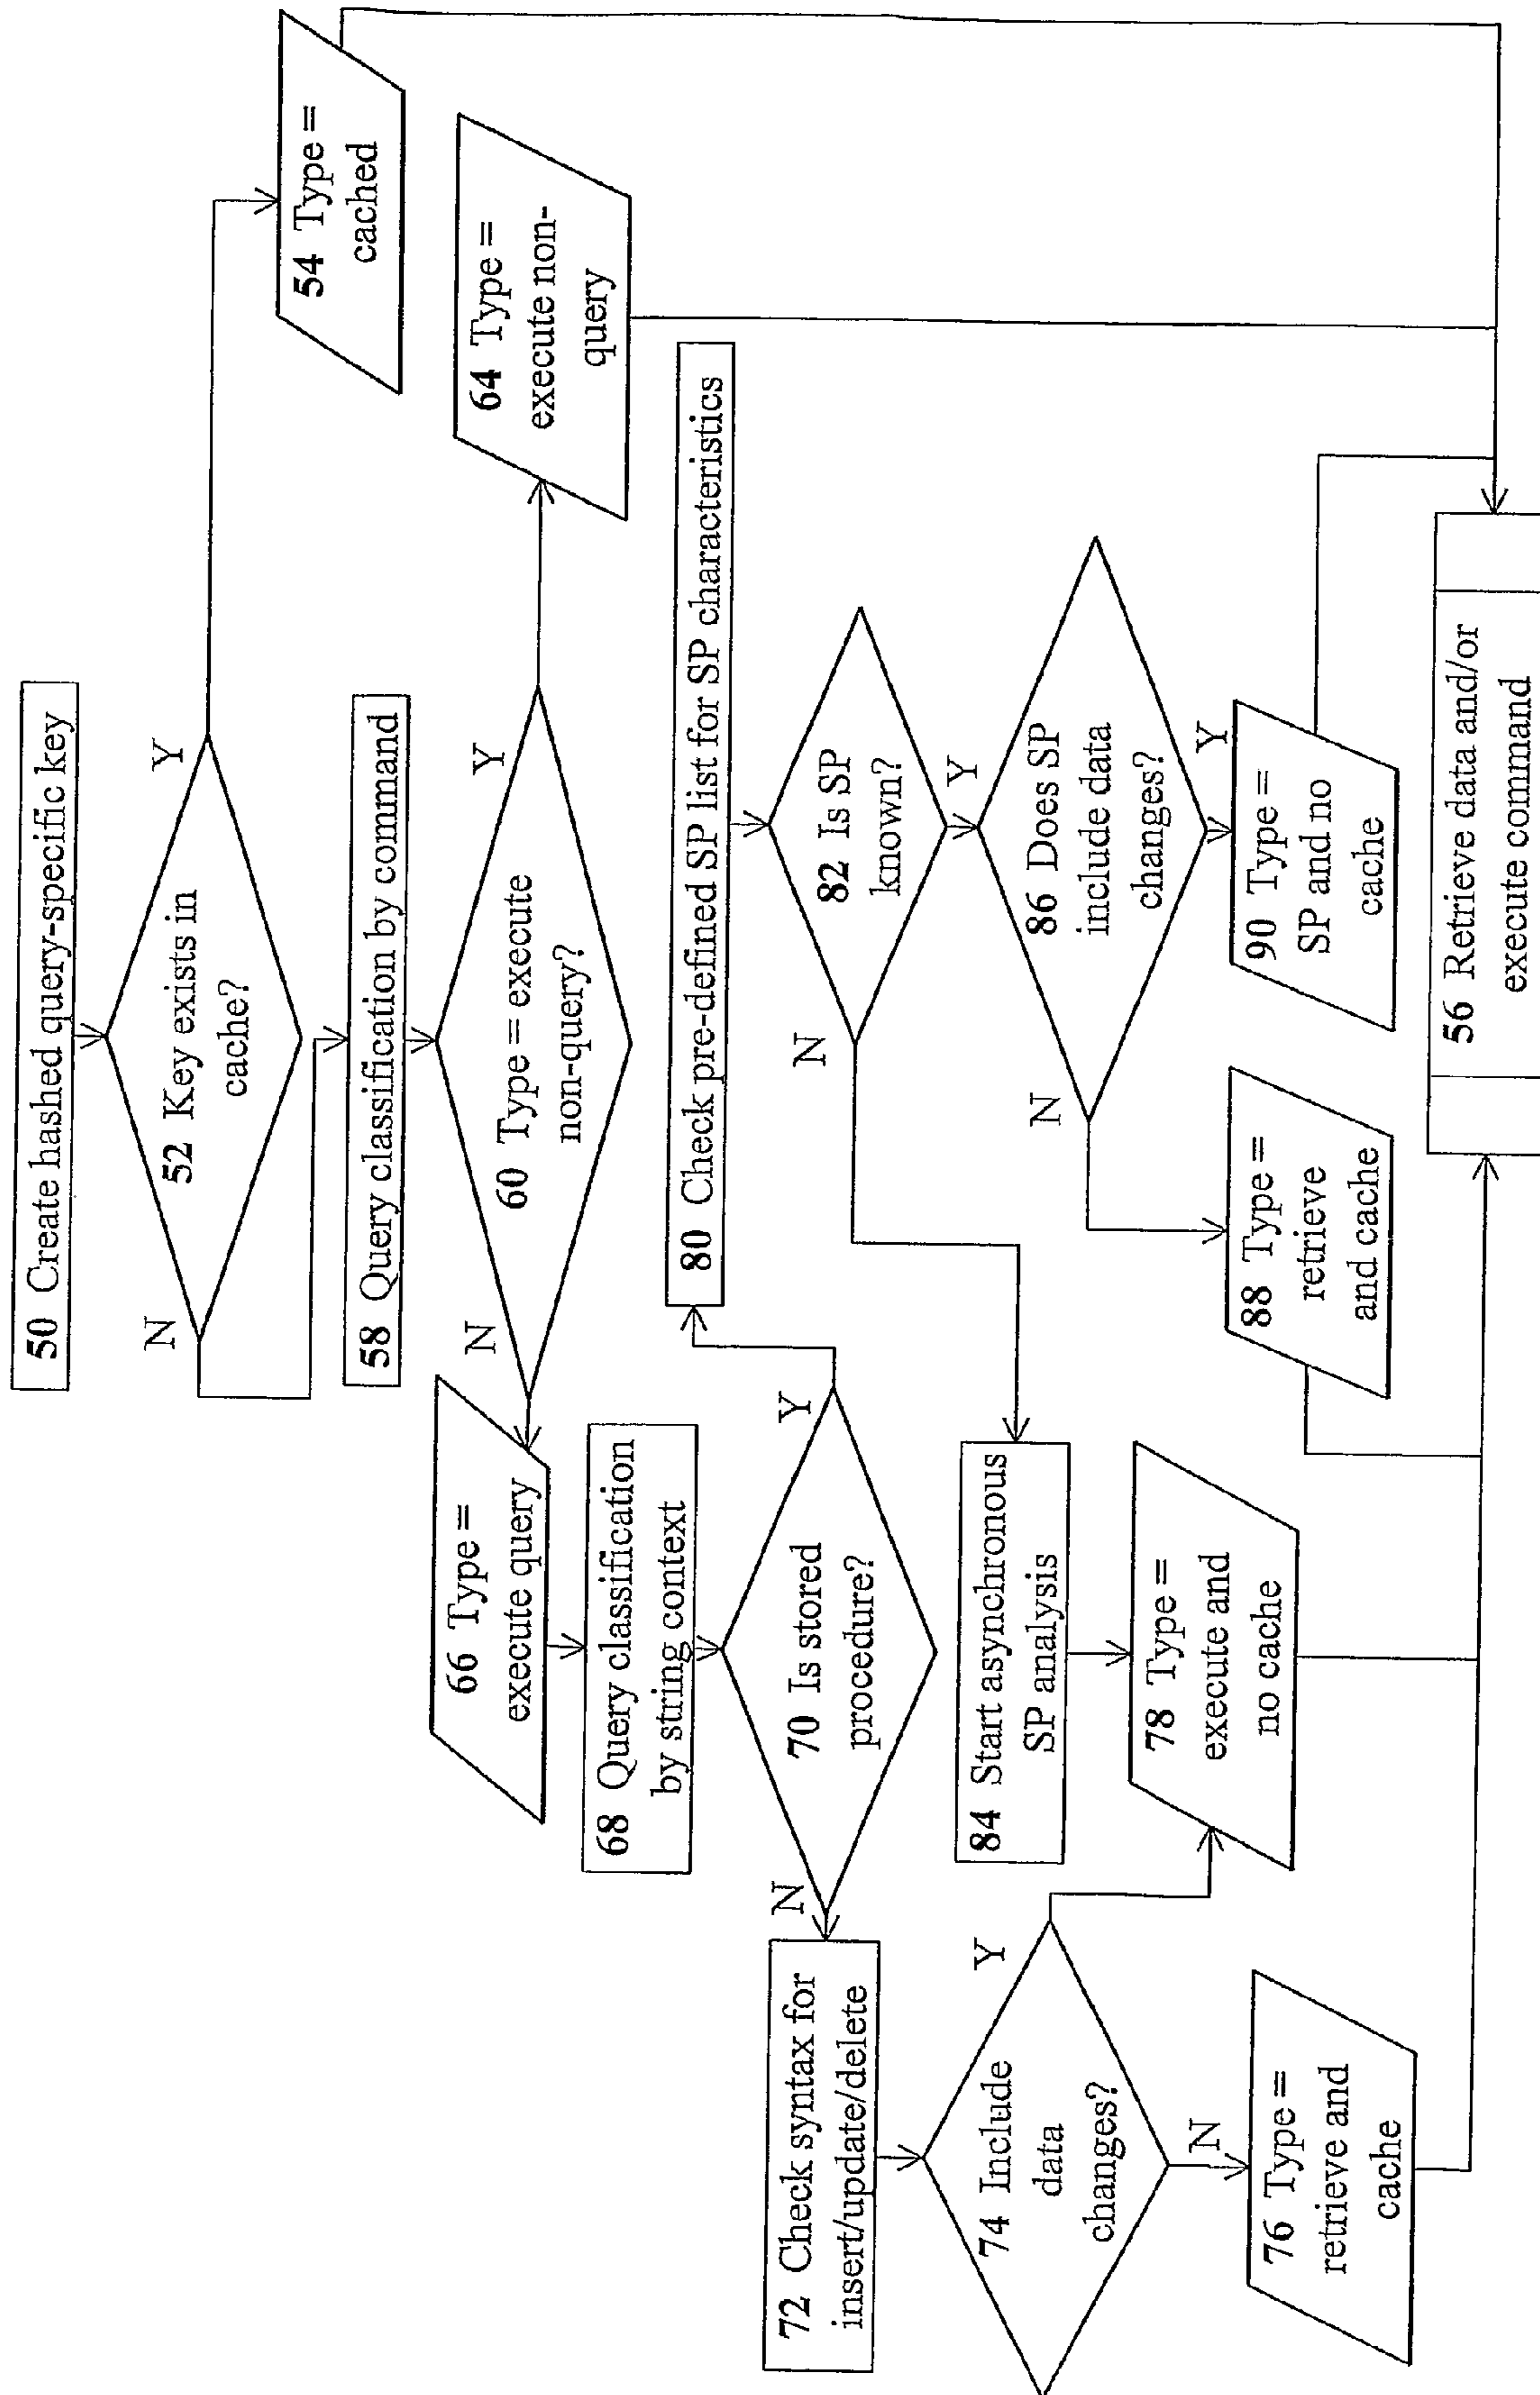 50 Create hashed query-specific key
52 Key exists in
cache?
Y
N
54 Type =
cached
58 Query classification by command
60 Type = execute
non-query?
Y
N
64 Type =
execute non-
query
66 Type =
execute query
68 Query classification
by string context
70 Is stored
procedure?
Y
N
80 Check pre-defined SP list for SP characteristics
72 Check syntax for
insert/update/delete
82 Is SP
known?
N
Y
74 Include
data
changes?
Y
N
84 Start asynchronous
SP analysis
86 Does SP
include data
changes?
N
Y
76 Type =
retrieve and
cache
78 Type =
execute and
no cache
88 Type =
retrieve
and cache
90 Type =
SP and no
cache
56 Retrieve data and/or
execute command